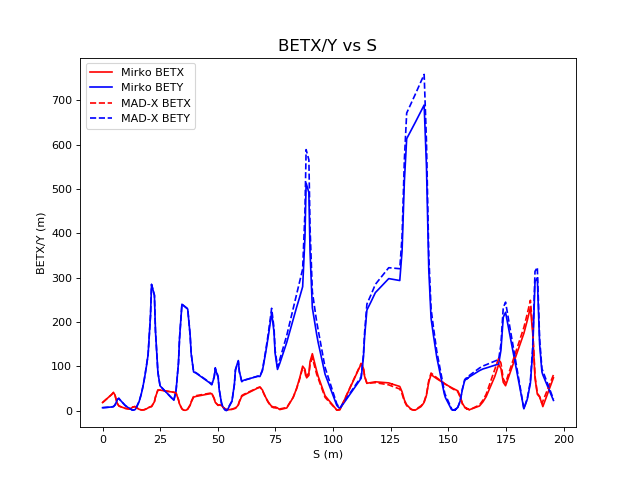 BETX/Y vs S
Mirko BETX
Mirko BETY
MAD-X BETX
MAD-X BETY
BETX/Y (m)
700
600
500
400
300
200
100
0
0 25 50 75 100 125 150 175 200
S (m)